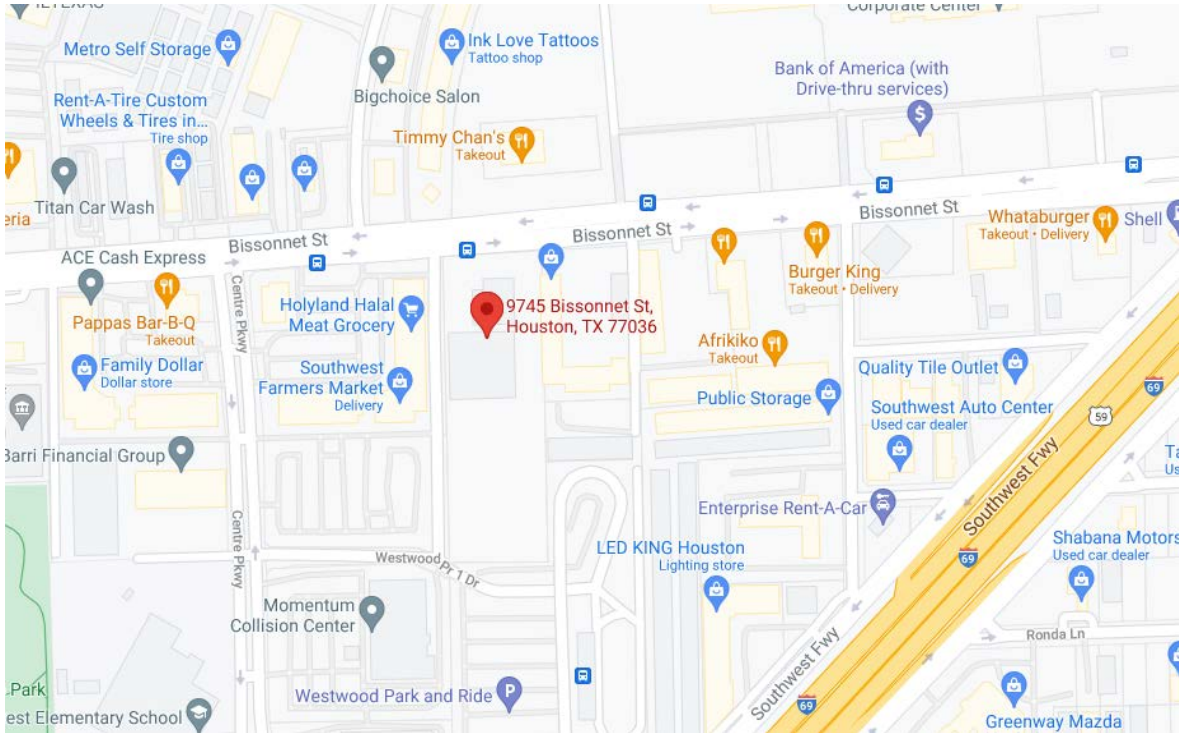 ILTEXAS
Corporate Center
Metro Self Storage
Ink Love Tattoos
Tattoo shop
Bank of America (with
Drive-thru services)
$
Bigchoice Salon
Rent-A-Tire Custom
Wheels & Tires in...
Tire shop
Timmy Chan's
Takeout
Titan Car Wash
eria
Bissonnet St
Bissonnet St
Bissonnet St
Whataburger
Takeout • Delivery
Shell
ACE Cash Express
Centre Pkwy
Burger King
Takeout • Delivery
Pappas Bar-B-Q
Takeout
Holyland Halal
Meat Grocery
9745 Bissonnet St,
Houston, TX 77036
Afrikiko
Takeout
Family Dollar
Dollar store
Southwest
Farmers Market
Delivery
Public Storage
Quality Tile Outlet
69
59
Southwest Auto Center
Used car dealer
Barri Financial Group
Ta
Us
Centre Pkwy
Enterprise Rent-A-Car
Southwest Fwy
Westwood Pr 1 Dr
LED KING Houston
Lighting store
69
Shabana Motors
Used car dealer
Momentum
Collision Center
Ronda Ln
Southwest Fwy
Park
Westwood Park and Ride
P
69
est Elementary School
Greenway Mazda